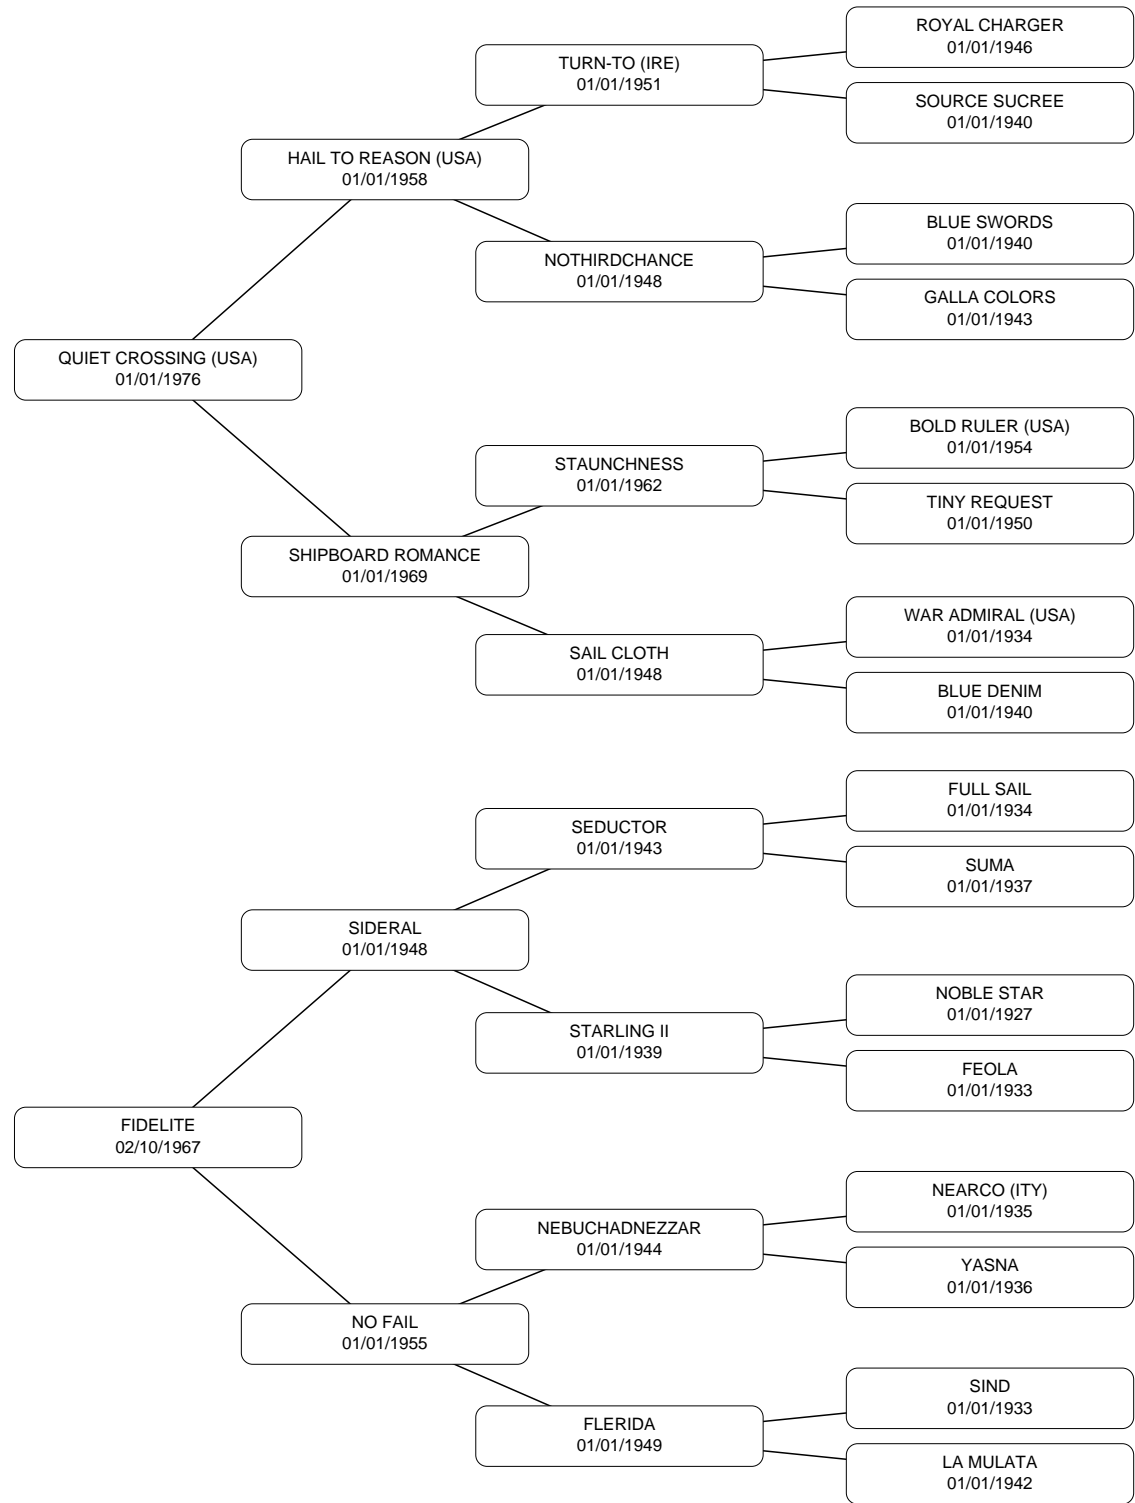 ROYAL CHARGER
01/01/1946
TURN-TO (IRE)
01/01/1951
SOURCE SUCREE
01/01/1940
HAIL TO REASON (USA)
01/01/1958
BLUE SWORDS
01/01/1940
NOTHIRDCHANCE
01/01/1948
GALLA COLORS
01/01/1943
QUIET CROSSING (USA)
01/01/1976
BOLD RULER (USA)
01/01/1954
STAUNCHNESS
01/01/1962
TINY REQUEST
01/01/1950
SHIPBOARD ROMANCE
01/01/1969
WAR ADMIRAL (USA)
01/01/1934
SAIL CLOTH
01/01/1948
BLUE DENIM
01/01/1940
FULL SAIL
01/01/1934
SEDUCTOR
01/01/1943
SUMA
01/01/1937
SIDERAL
01/01/1948
NOBLE STAR
01/01/1927
STARLING II
01/01/1939
FEOLA
01/01/1933
FIDELITE
02/10/1967
NEARCO (ITY)
01/01/1935
NEBUCHADNEZZAR
01/01/1944
YASNA
01/01/1936
NO FAIL
01/01/1955
SIND
01/01/1933
FLERIDA
01/01/1949
LA MULATA
01/01/1942